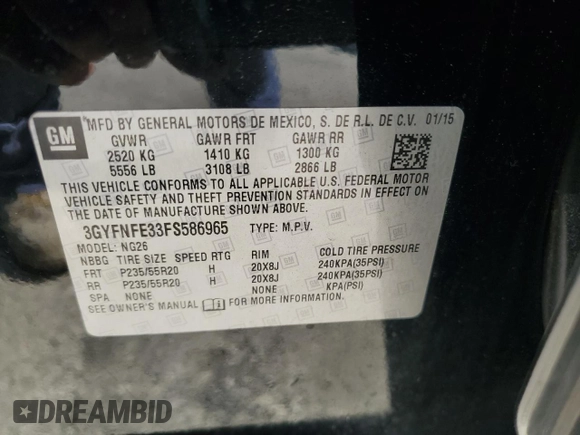 GM
MFD BY GENERAL MOTORS DE MEXICO, S. DE R.L. DE C.V. 01/15
GVWR GAWR FRT GAWR RR
2520 KG 1410 KG 1300 KG
5556 LB 3108 LB 2866 LB
THIS VEHICLE CONFORMS TO ALL APPLICABLE U.S. FEDERAL MOTOR
VEHICLE SAFETY AND THEFT PREVENTION STANDARDS IN EFFECT ON
THE DATE OF MANUFACTURE SHOWN ABOVE.
3GYFNFE33FS586965 TYPE: M.P.V.
MODEL: NG26
NBBG TIRE SIZE SPEED RTG RIM COLD TIRE PRESSURE
FRT P235/55R20 H 20X8J 240KPA(35PSI)
RR P235/55R20 H 20X8J 240KPA(35PSI)
SPA NONE NONE KPA(PSI)
SEE OWNER'S MANUAL FOR MORE INFORMATION
DREAMBID